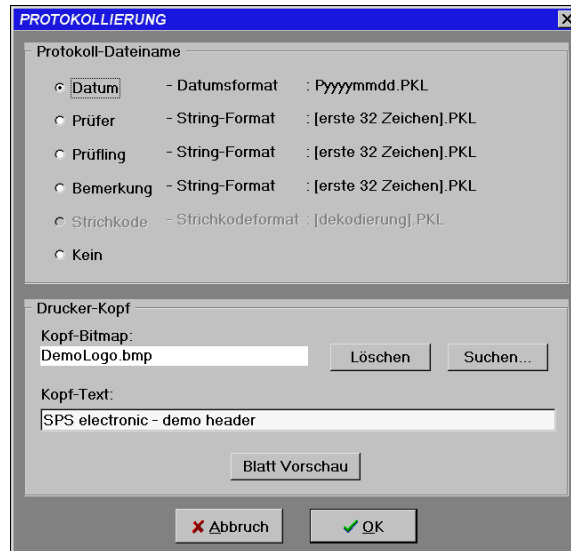 PROTOKOLLIERUNG
Protokoll-Dateiname
Datum - Datumsformat : Pyyyymmdd.PKL
Prüfer - String-Format : [erste 32 Zeichen].PKL
Prüfling - String-Format : [erste 32 Zeichen].PKL
Bemerkung - String-Format : [erste 32 Zeichen].PKL
Strichkode - Strichkodeformat : [dekodierung].PKL
Kein
Drucker-Kopf
Kopf-Bitmap:
DemoLogo.bmp Löschen Suchen...
Kopf-Text:
SPS electronic - demo header
Blatt Vorschau
Abbruch OK